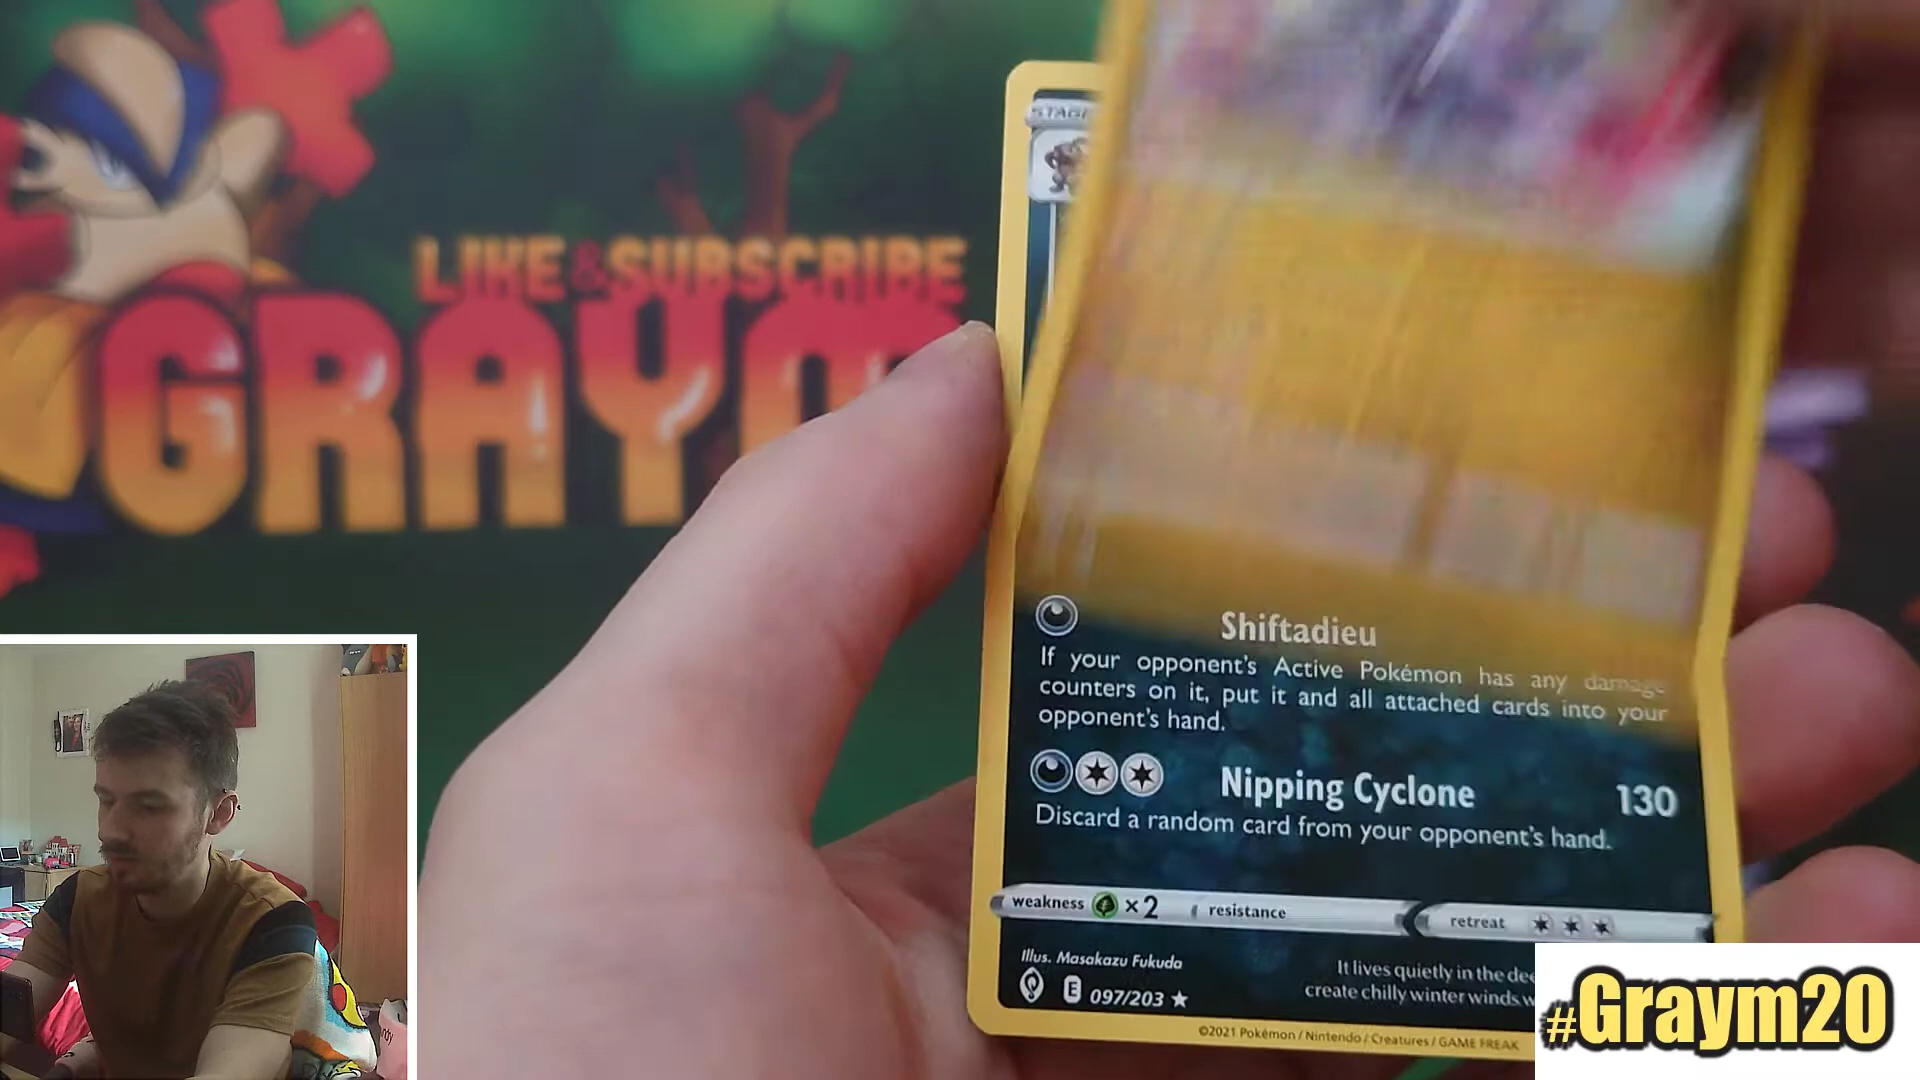 LIKE & SUBSCRIBE
GRAYM
STAGE
Shiftadieu
If your opponent's Active Pokémon has any damage
counters on it, put it and all attached cards into your
opponent's hand.
Nipping Cyclone 130
Discard a random card from your opponent's hand.
weakness ×2 resistance retreat
Illus. Masakazu Fukuda
E 097/203 ★
It lives quietly in the
create chilly winter winds
©2021 Pokémon / Nintendo / Creatures / GAME FREAK
#Graym20